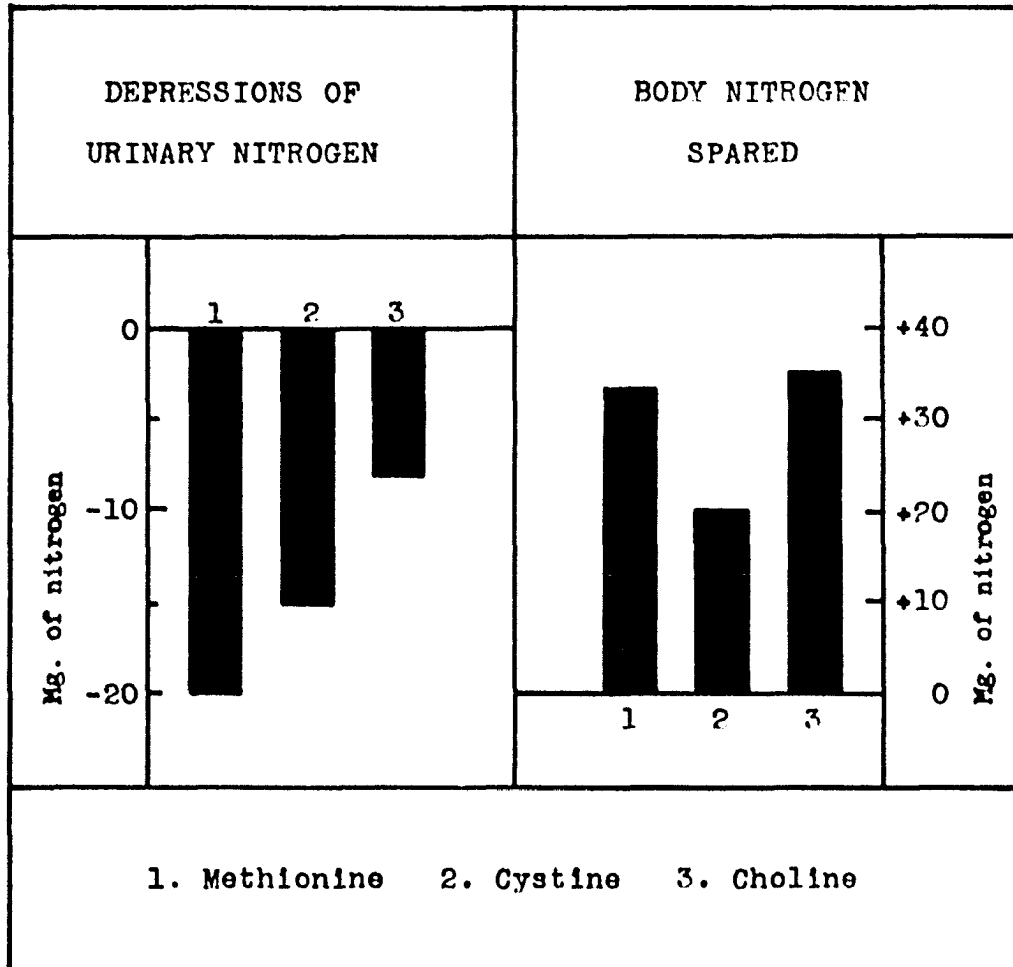 DEPRESSIONS OF
URINARY NITROGEN
BODY NITROGEN
SPARED
1 2 3
0
-10
-20
Mg. of nitrogen
+40
+30
+20
+10
0
Mg. of nitrogen
1 2 3
1. Methionine 2. Cystine 3. Choline